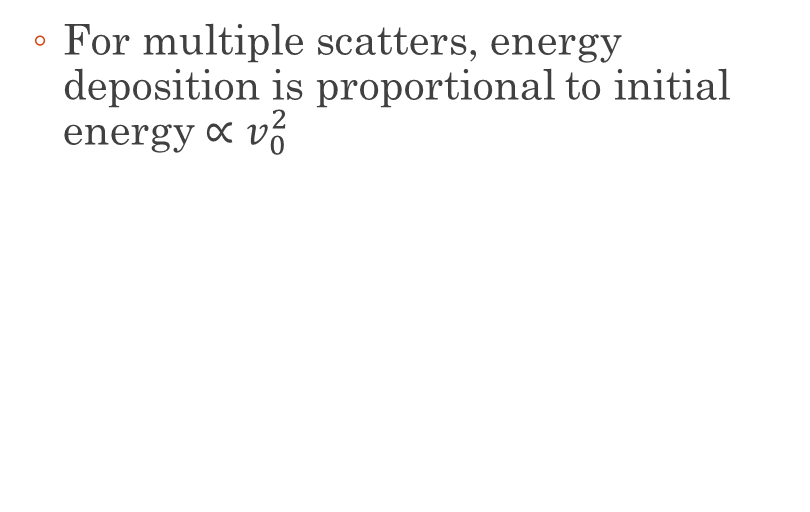 ◦ For multiple scatters, energy
deposition is proportional to initial
energy ∝ 𝑣₀²